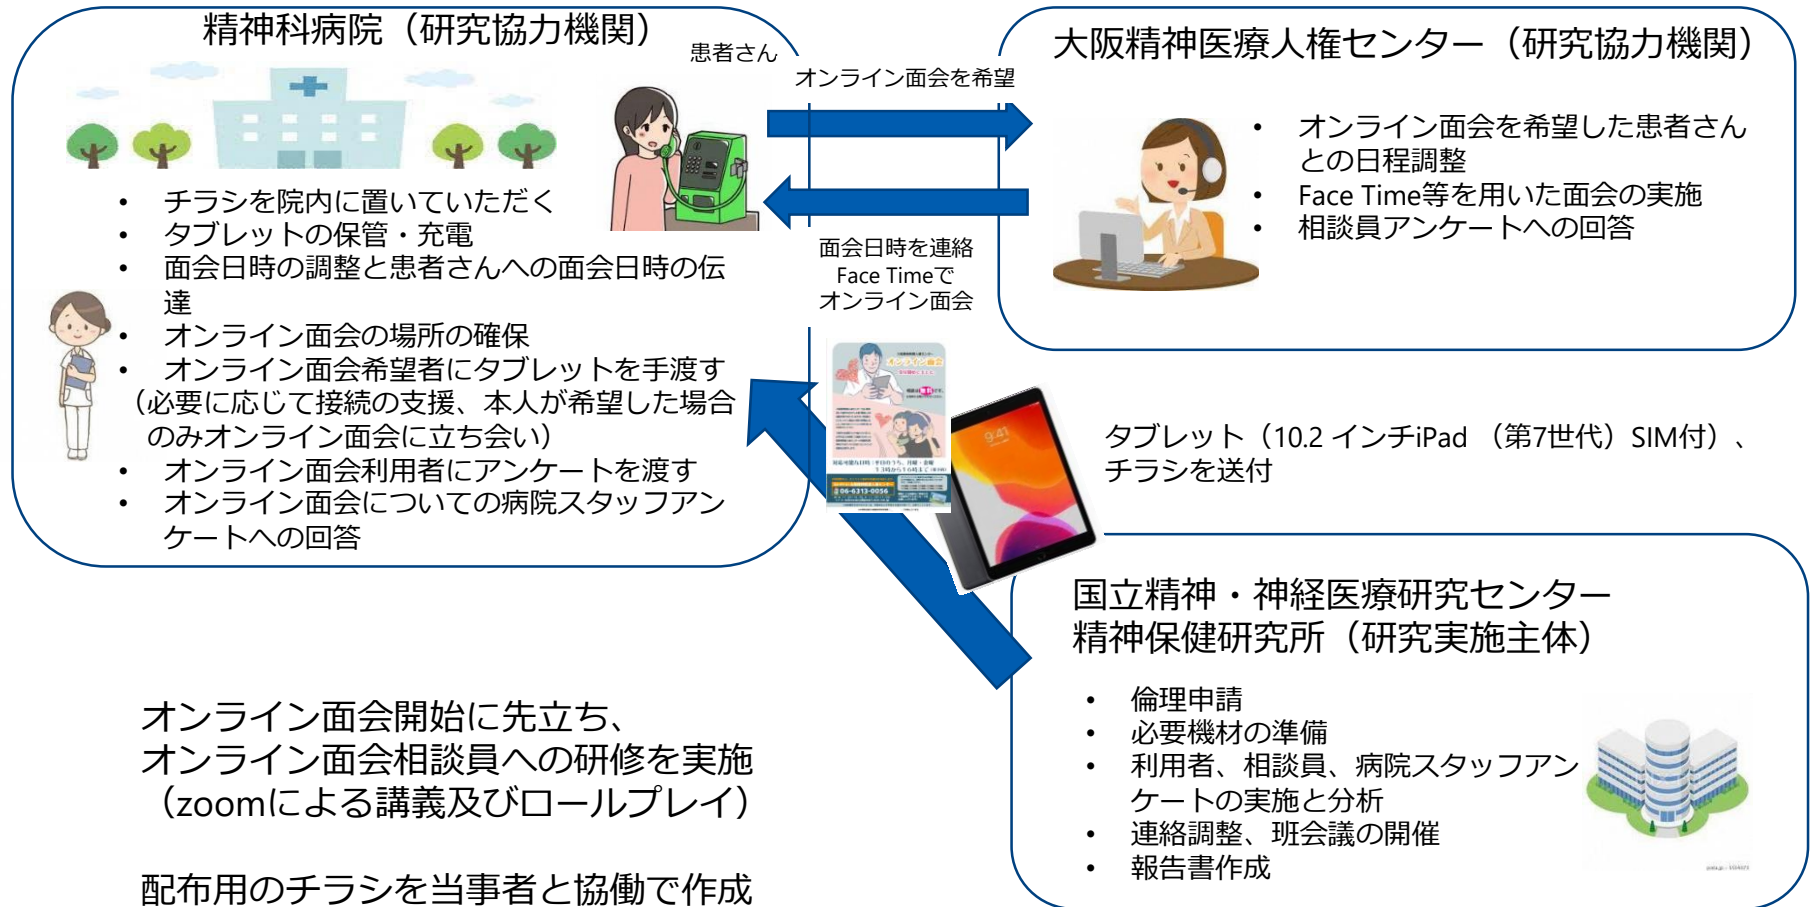 精神科病院（研究協力機関）
患者さん
• チラシを院内に置いていただく
• タブレットの保管・充電
• 面会日時の調整と患者さんへの面会日時の伝
達
• オンライン面会の場所の確保
• オンライン面会希望者にタブレットを手渡す
（必要に応じて接続の支援、本人が希望した場合
のみオンライン面会に立ち会い）
• オンライン面会利用者にアンケートを渡す
• オンライン面会についての病院スタッフアン
ケートへの回答
オンライン面会を希望
面会日時を連絡
Face Timeで
オンライン面会
大阪精神医療人権センター（研究協力機関）
• オンライン面会を希望した患者さん
との日程調整
• Face Time等を用いた面会の実施
• 相談員アンケートへの回答
オンライン面会
06-6313-0056
9:41
タブレット（10.2 インチiPad （第7世代）SIM付）、
チラシを送付
国立精神・神経医療研究センター
精神保健研究所（研究実施主体）
• 倫理申請
• 必要機材の準備
• 利用者、相談員、病院スタッフアン
ケートの実施と分析
• 連絡調整、班会議の開催
• 報告書作成
オンライン面会開始に先立ち、
オンライン面会相談員への研修を実施
（zoomによる講義及びロールプレイ）
配布用のチラシを当事者と協働で作成